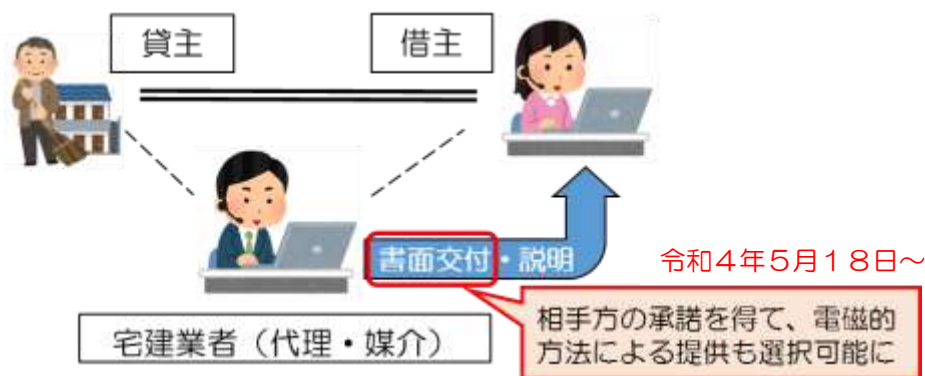 貸主
借主
書面交付・説明
令和４年５月１８日～
相手方の承諾を得て、電磁的
方法による提供も選択可能に
宅建業者（代理・媒介）